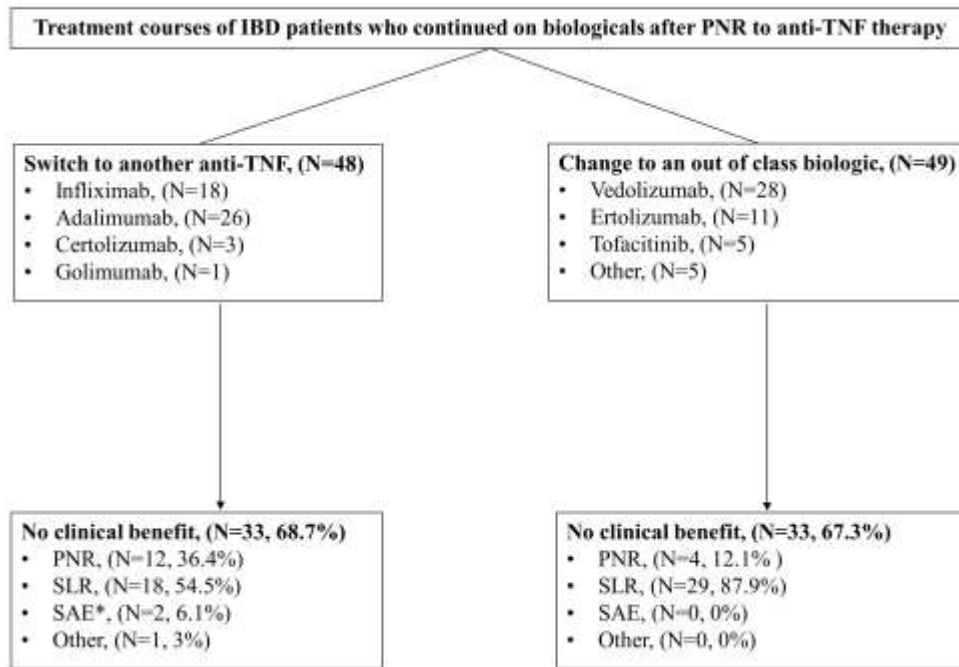 Treatment courses of IBD patients who continued on biologicals after PNR to anti-TNF therapy
Switch to another anti-TNF, (N=48)
• Infliximab, (N=18)
• Adalimumab, (N=26)
• Certolizumab, (N=3)
• Golimumab, (N=1)
Change to an out of class biologic, (N=49)
• Vedolizumab, (N=28)
• Ertolizumab, (N=11)
• Tofacitinib, (N=5)
• Other, (N=5)
No clinical benefit, (N=33, 68.7%)
• PNR, (N=12, 36.4%)
• SLR, (N=18, 54.5%)
• SAE*, (N=2, 6.1%)
• Other, (N=1, 3%)
No clinical benefit, (N=33, 67.3%)
• PNR, (N=4, 12.1% )
• SLR, (N=29, 87.9%)
• SAE, (N=0, 0%)
• Other, (N=0, 0%)